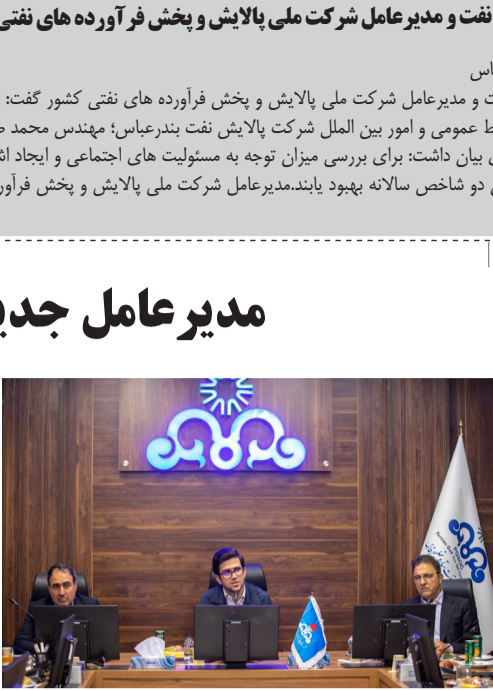 نفت و مدیرعامل شرکت ملی پالایش و پخش فرآورده های نفتی
اس
ت و مدیرعامل شرکت ملی پالایش و پخش فرآورده های نفتی کشور گفت:
ط عمومی و امور بین الملل شرکت پالایش نفت بندرعباس؛ مهندس محمد
ی بیان داشت: برای بررسی میزان توجه به مسئولیت های اجتماعی و ایجاد
دو شاخص سالانه بهبود یابند.مدیرعامل شرکت ملی پالایش و پخش فرآور
مدیرعامل جدی